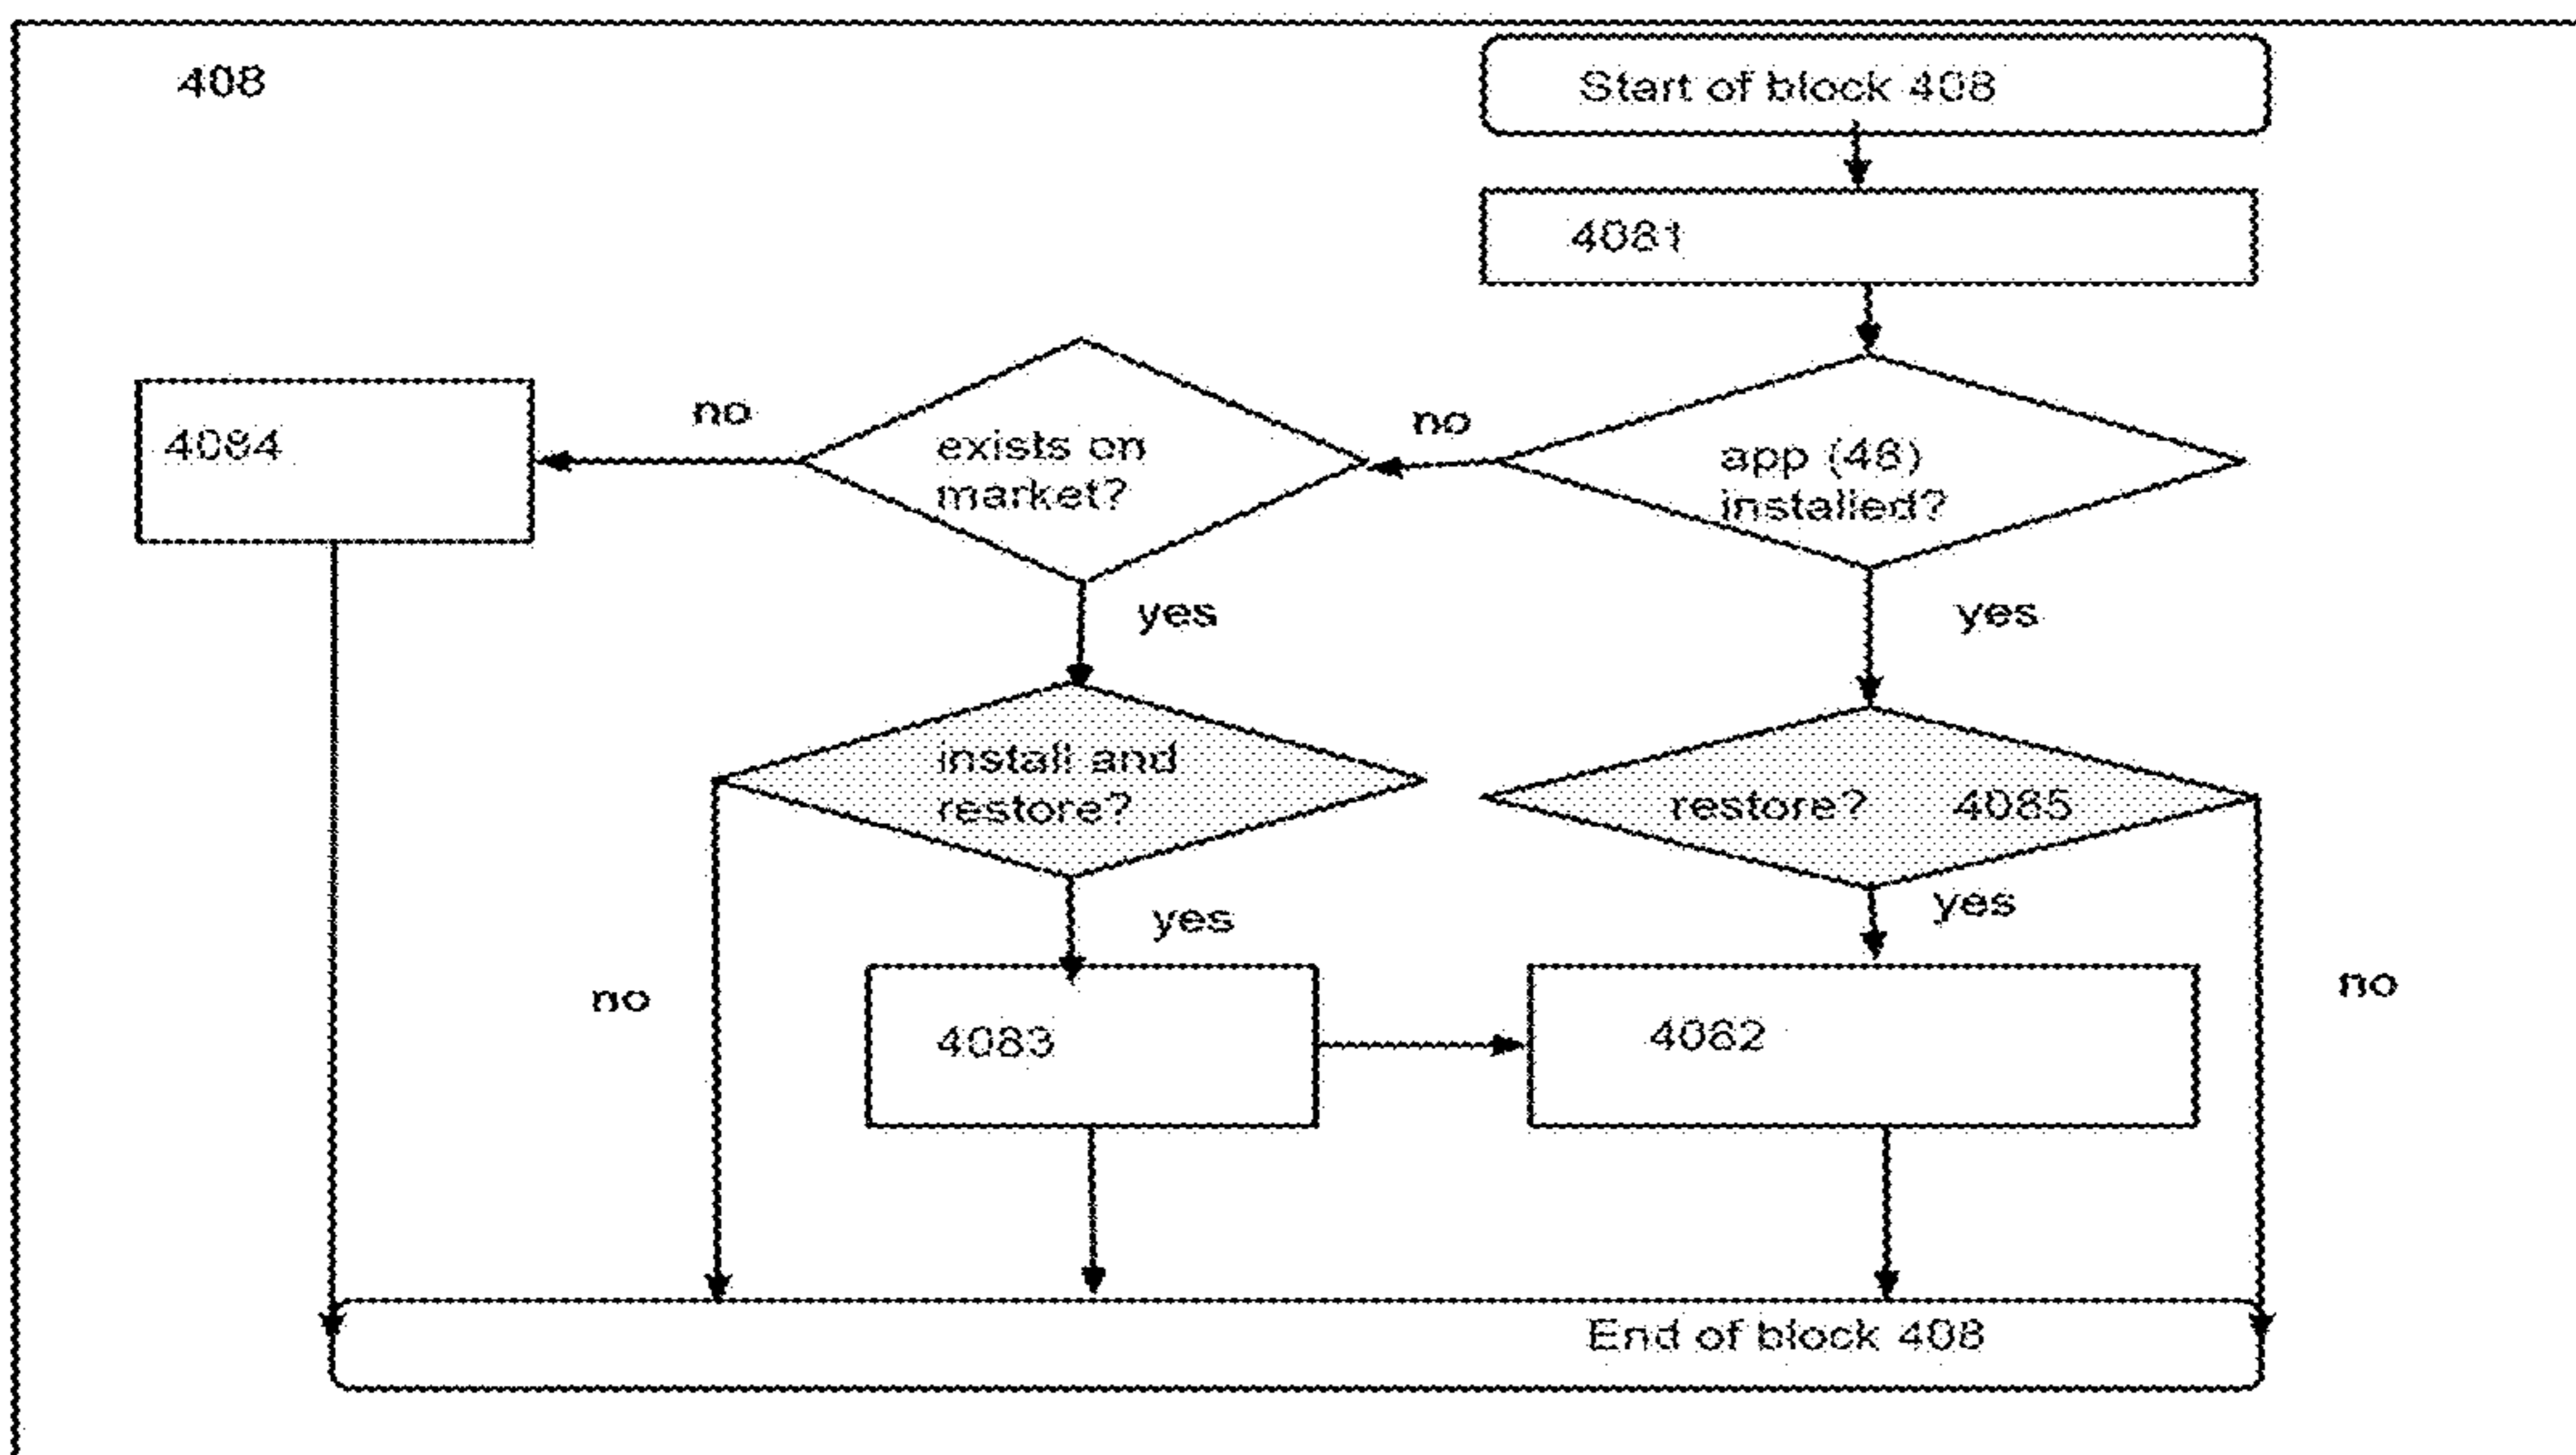 408
Start of block 408
4081
4084
no
exists on
market?
no
app (48)
installed?
yes
yes
install and
restore?
restore? 4085
yes
yes
no
4083
4082
no
End of block 408